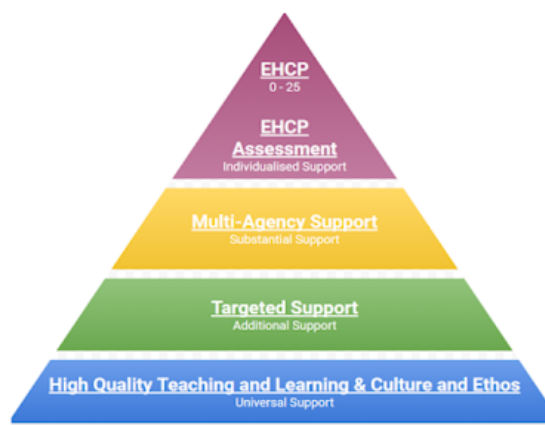 EHCP
0 - 25
EHCP
Assessment
Individualised Support
Multi-Agency Support
Substantial Support
Targeted Support
Additional Support
High Quality Teaching and Learning & Culture and Ethos
Universal Support